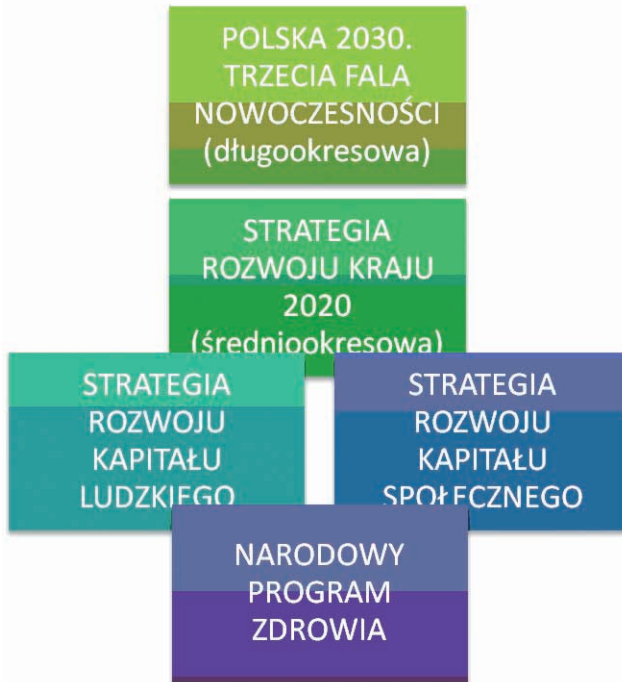 POLSKA 2030.
TRZECIA FALA
NOWOCZESNOŚCI
(długookresowa)
STRATEGIA
ROZWOJU KRAJU
2020
(średniookresowa)
STRATEGIA
ROZWOJU
KAPITAŁU
LUDZKIEGO
STRATEGIA
ROZWOJU
KAPITAŁU
SPOŁECZNEGO
NARODOWY
PROGRAM
ZDROWIA